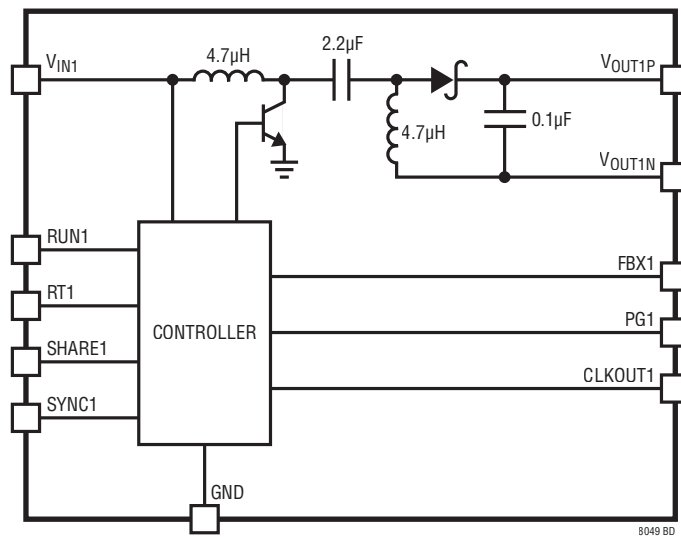 VIN1
4.7µH
2.2µF
VOUT1P
4.7µH
0.1µF
VOUT1N
RUN1
FBX1
RT1
PG1
CONTROLLER
SHARE1
CLKOUT1
SYNC1
GND
8049 BD